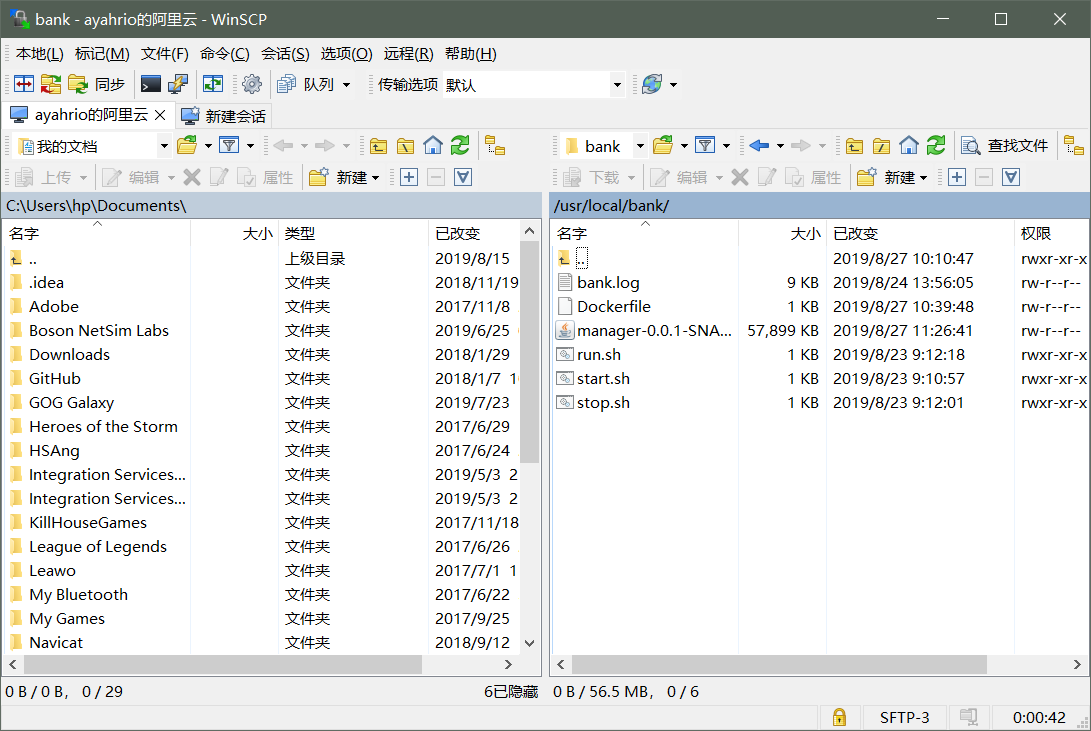 bank - ayahrio的阿里云 - WinSCP
本地(L) 标记(M) 文件(F) 命令(C) 会话(S) 选项(O) 远程(R) 帮助(H)
同步 队列 传输选项 默认
ayahrio的阿里云 新建会话
我的文档 bank 查找文件
上传 编辑 属性 新建 下载 编辑 属性 新建
C:\Users\hp\Documents\ /usr/local/bank/
名字 大小 类型 已改变 名字 大小 已改变 权限
.. 上级目录 2019/8/15 .. 2019/8/27 10:10:47 rwxr-xr-x
.idea 文件夹 2018/11/19 bank.log 9 KB 2019/8/24 13:56:05 rw-r--r--
Adobe 文件夹 2017/11/8 Dockerfile 1 KB 2019/8/27 10:39:48 rw-r--r--
Boson NetSim Labs 文件夹 2019/6/25 manager-0.0.1-SNA... 57,899 KB 2019/8/27 11:26:41 rw-r--r--
Downloads 文件夹 2018/1/29 run.sh 1 KB 2019/8/23 9:12:18 rwxr-xr-x
GitHub 文件夹 2018/1/7 1 start.sh 1 KB 2019/8/23 9:10:57 rwxr-xr-x
GOG Galaxy 文件夹 2019/7/23 stop.sh 1 KB 2019/8/23 9:12:01 rwxr-xr-x
Heroes of the Storm 文件夹 2017/6/29
HSAng 文件夹 2017/6/24
Integration Services... 文件夹 2019/5/3 2
Integration Services... 文件夹 2019/5/3 2
KillHouseGames 文件夹 2017/11/18
League of Legends 文件夹 2017/6/26
Leawo 文件夹 2017/7/1 1
My Bluetooth 文件夹 2017/6/22
My Games 文件夹 2017/9/25
Navicat 文件夹 2018/9/12
0 B / 0 B， 0 / 29 6已隐藏 0 B / 56.5 MB， 0 / 6
SFTP-3 0:00:42